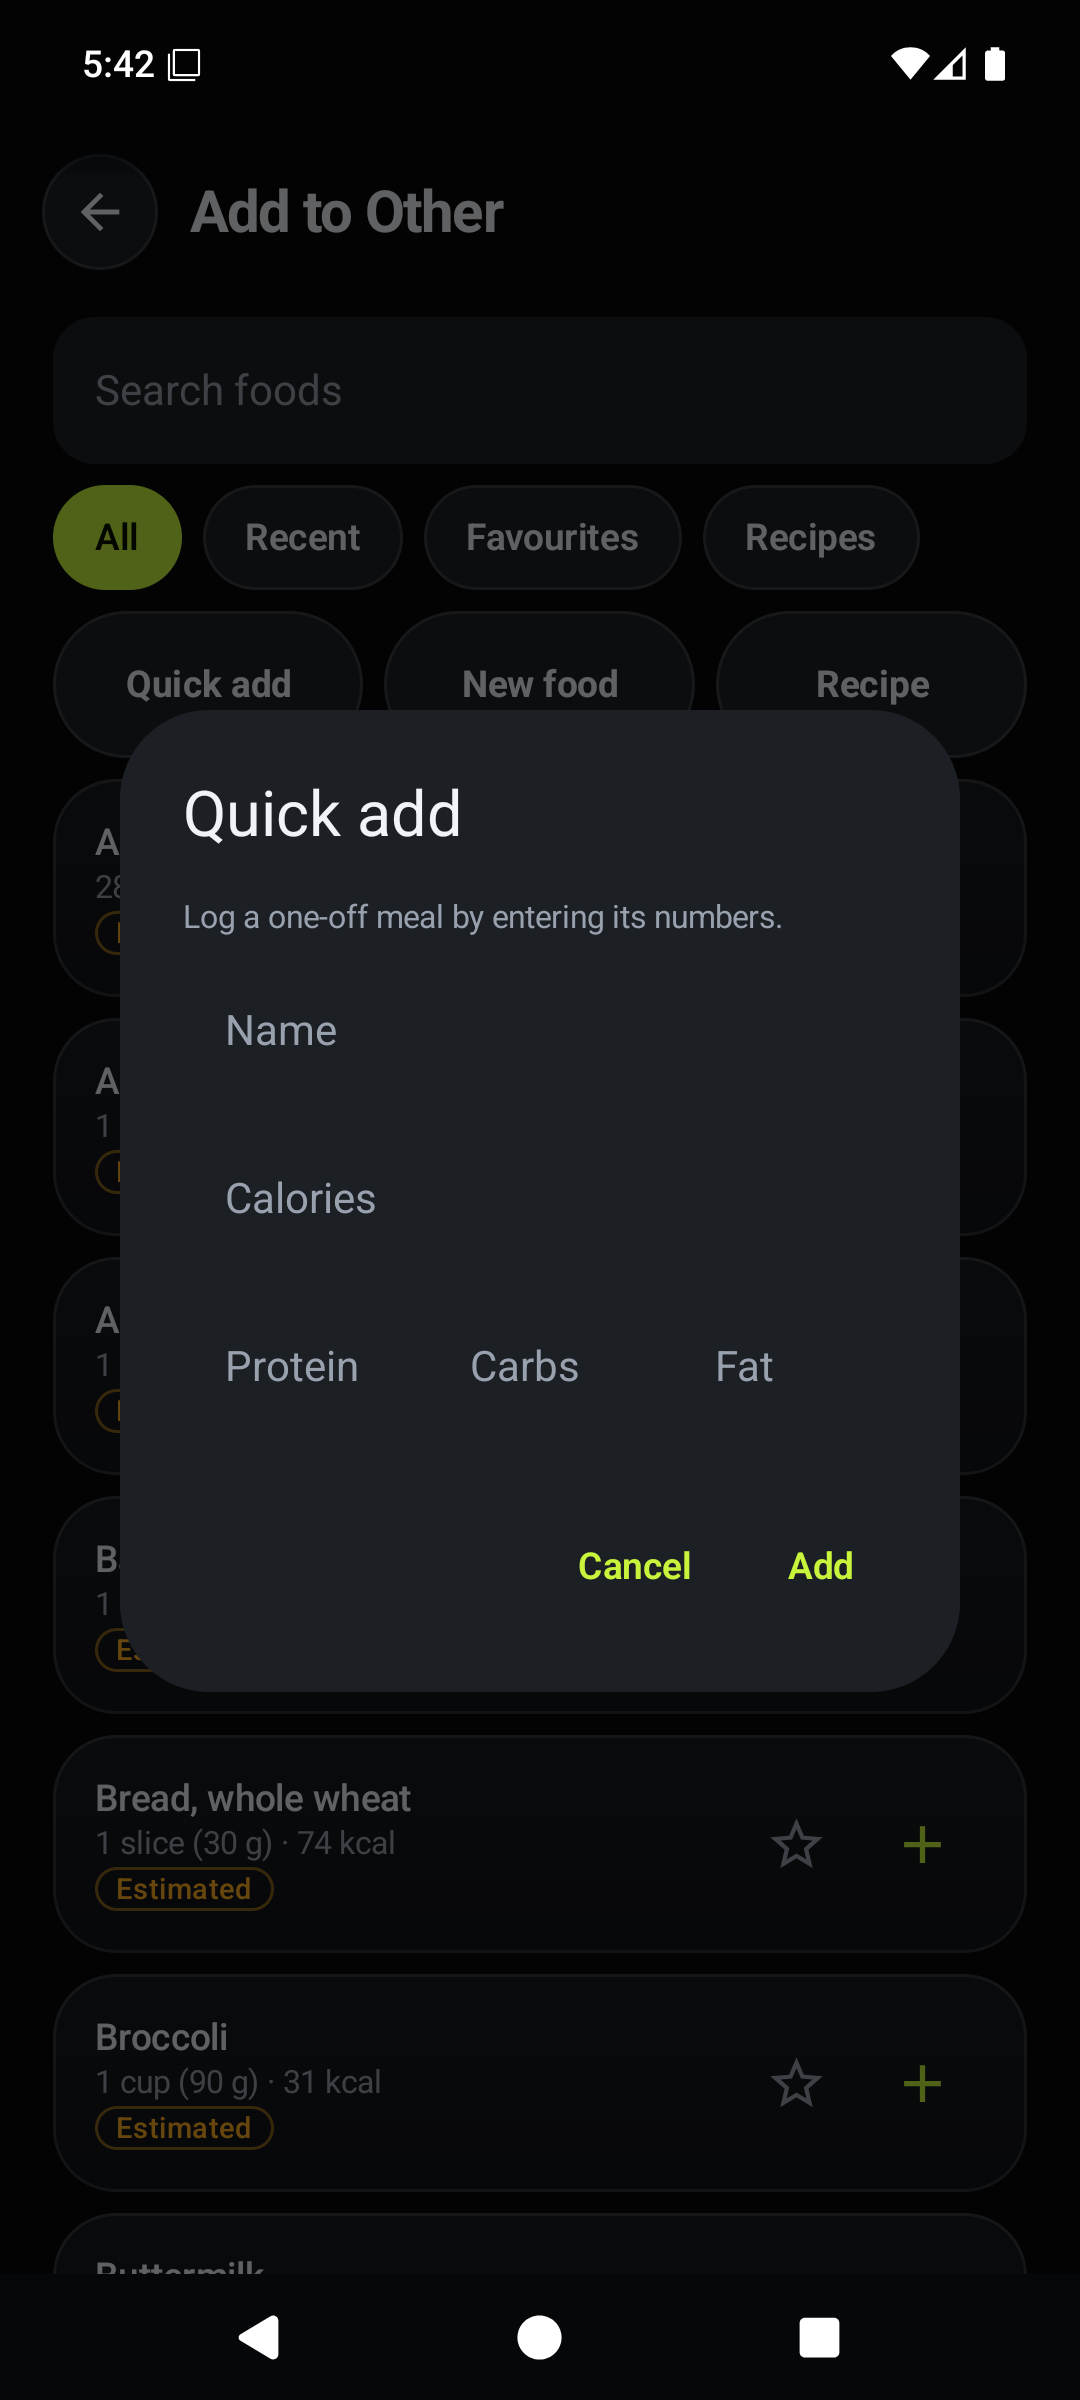 5:42
Add to Other
Search foods
All Recent Favourites Recipes
Quick add New food Recipe
Quick add
Log a one-off meal by entering its numbers.
Name
Calories
Protein Carbs Fat
Cancel Add
Bread, whole wheat
1 slice (30 g) · 74 kcal
Estimated
Broccoli
1 cup (90 g) · 31 kcal
Estimated
Buttermilk